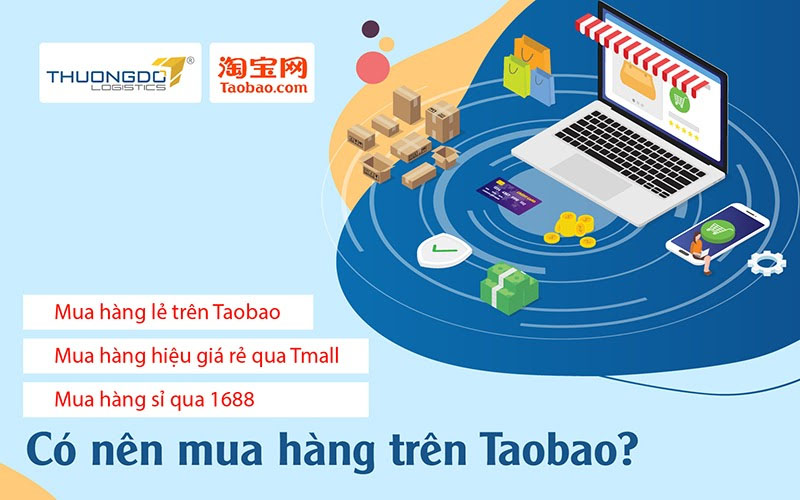 THUONGDO
LOGISTICS
®
淘宝网
Taobao.com
Mua hàng lẻ trên Taobao
Mua hàng hiệu giá rẻ qua Tmall
Mua hàng sỉ qua 1688
Có nên mua hàng trên Taobao?